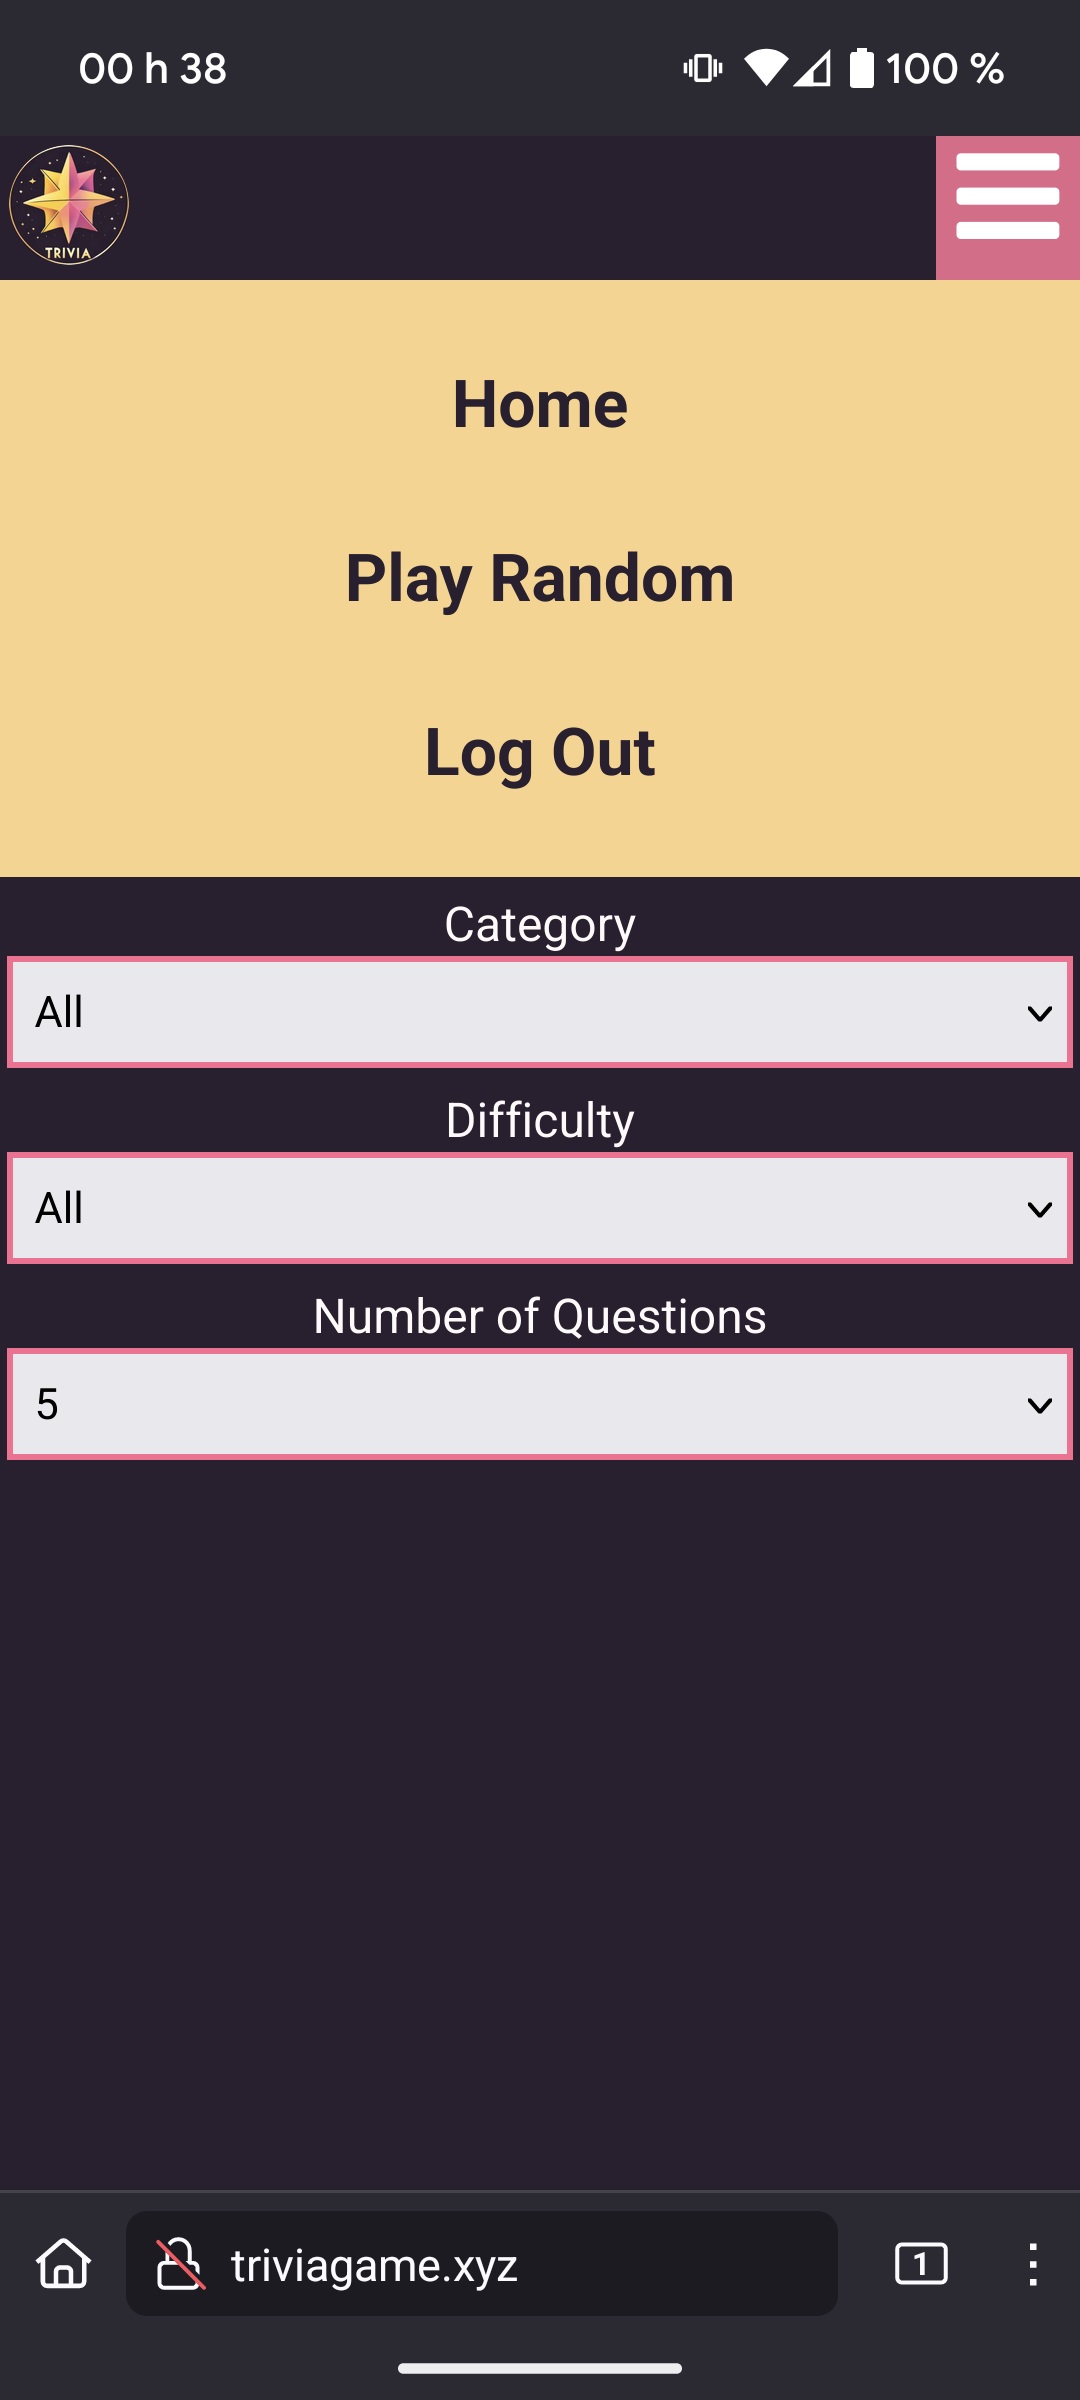 00 h 38
100 %
TRIVIA
Home
Play Random
Log Out
Category
All
Difficulty
All
Number of Questions
5
triviagame.xyz
1